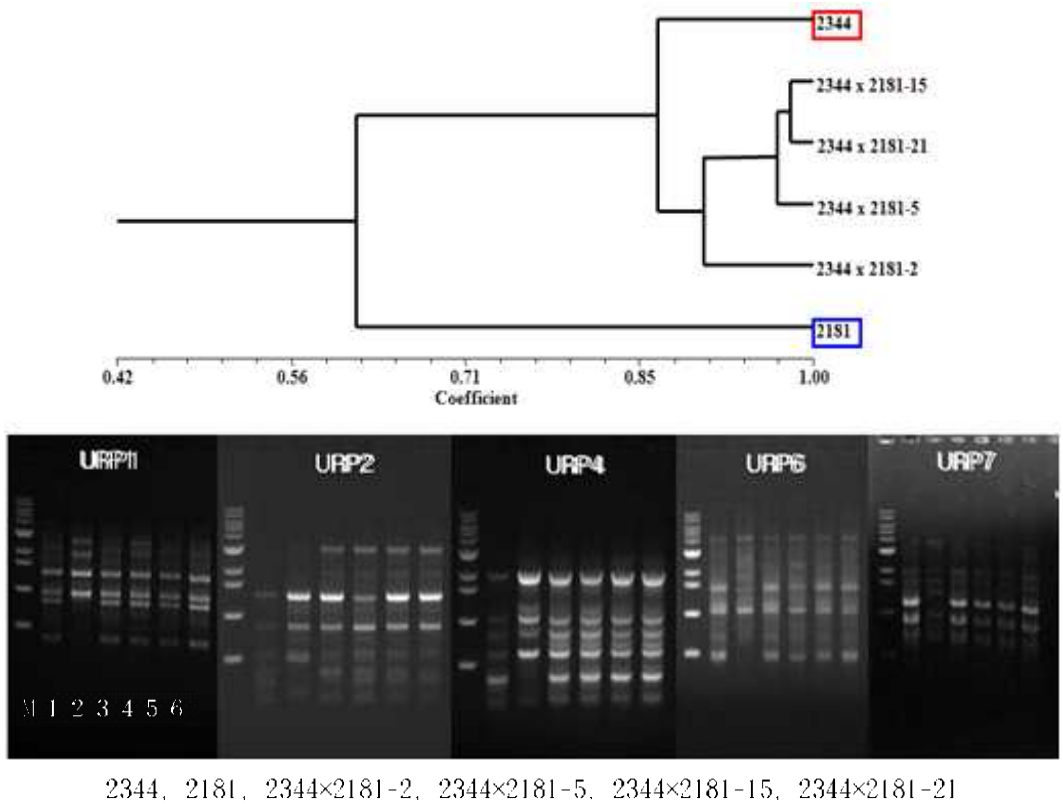 2344
2344 x 2181-15
2344 x 2181-21
2344 x 2181-5
2344 x 2181-2
2181
0.42 0.56 0.71 0.85 1.00
Coefficient
URP11 URP2 URP4 URP6 URP7
M 1 2 3 4 5 6
2344, 2181, 2344×2181-2, 2344×2181-5, 2344×2181-15, 2344×2181-21